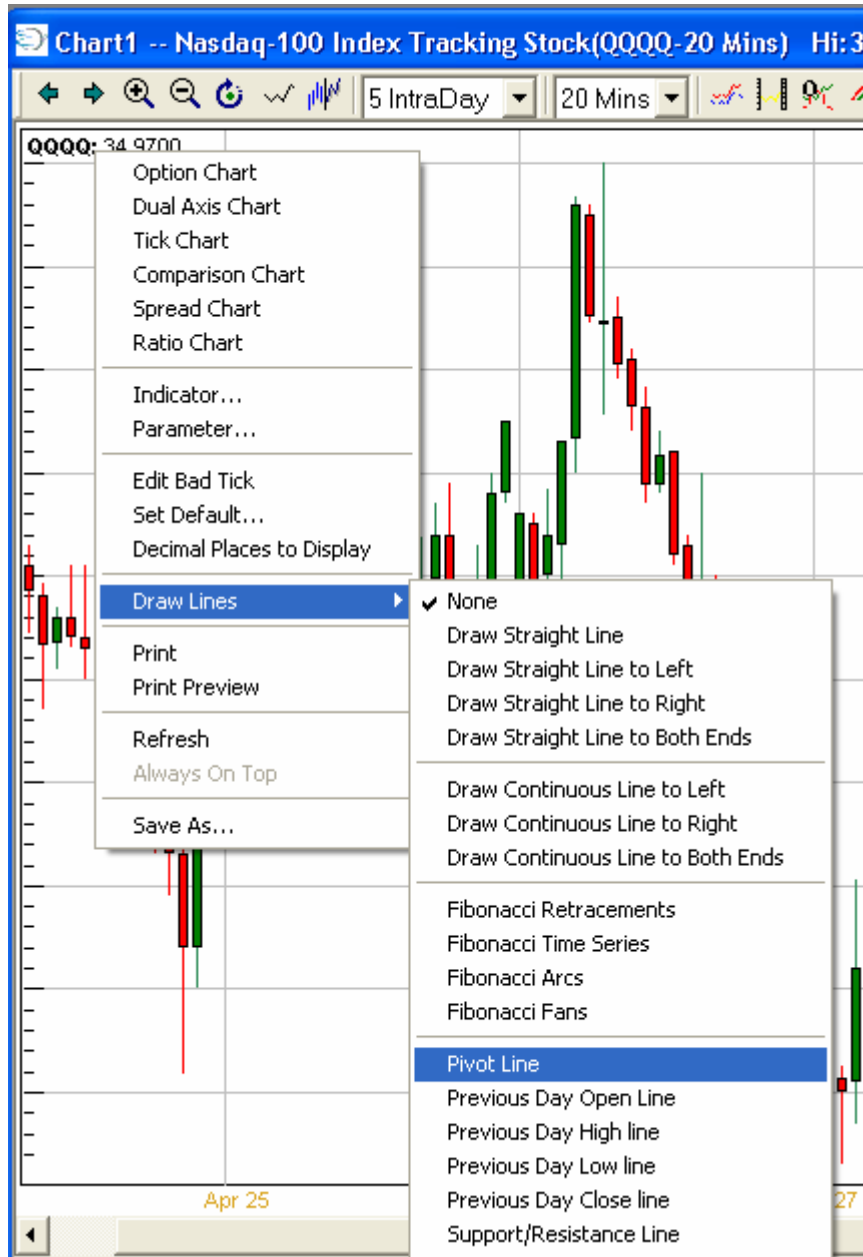 Chart1 -- Nasdaq-100 Index Tracking Stock(QQQQ-20 Mins) Hi:3
5 IntraDay 20 Mins
QQQQ: 34.9700
Option Chart
Dual Axis Chart
Tick Chart
Comparison Chart
Spread Chart
Ratio Chart
Indicator...
Parameter...
Edit Bad Tick
Set Default...
Decimal Places to Display
Draw Lines
Print
Print Preview
Refresh
Always On Top
Save As...
None
Draw Straight Line
Draw Straight Line to Left
Draw Straight Line to Right
Draw Straight Line to Both Ends
Draw Continuous Line to Left
Draw Continuous Line to Right
Draw Continuous Line to Both Ends
Fibonacci Retracements
Fibonacci Time Series
Fibonacci Arcs
Fibonacci Fans
Pivot Line
Previous Day Open Line
Previous Day High line
Previous Day Low line
Previous Day Close line
Support/Resistance Line
Apr 25
27